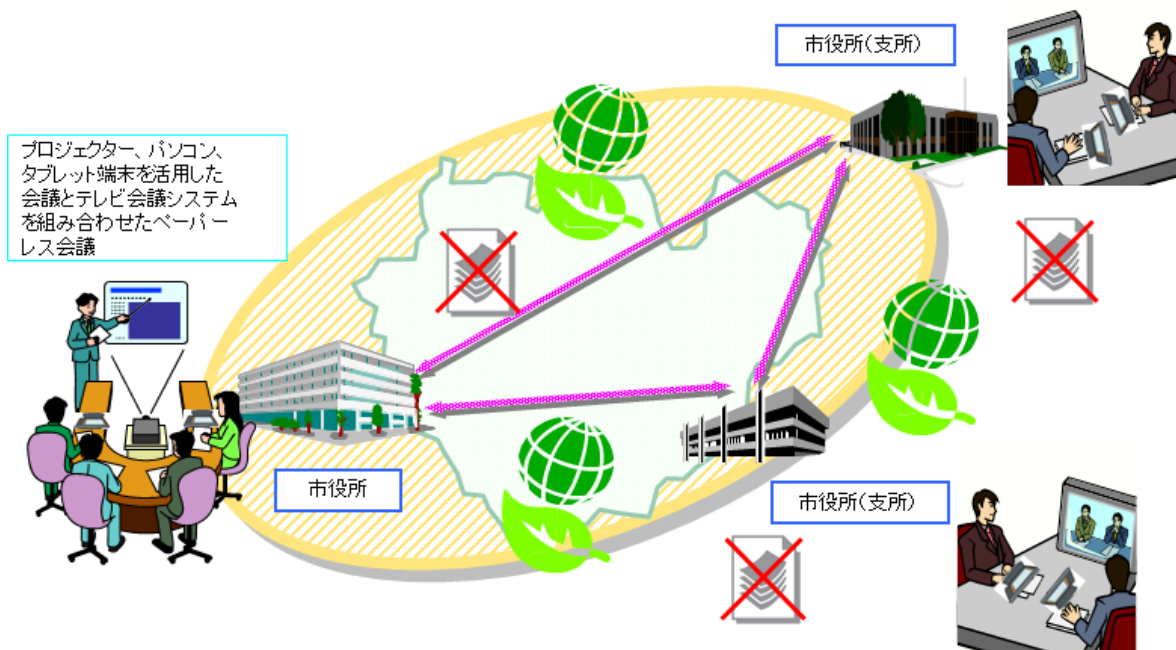 市役所(支所)
プロジェクター、パソコン、
タブレット端末を活用した
会議とテレビ会議システム
を組み合わせたペーパー
レス会議
市役所
市役所(支所)